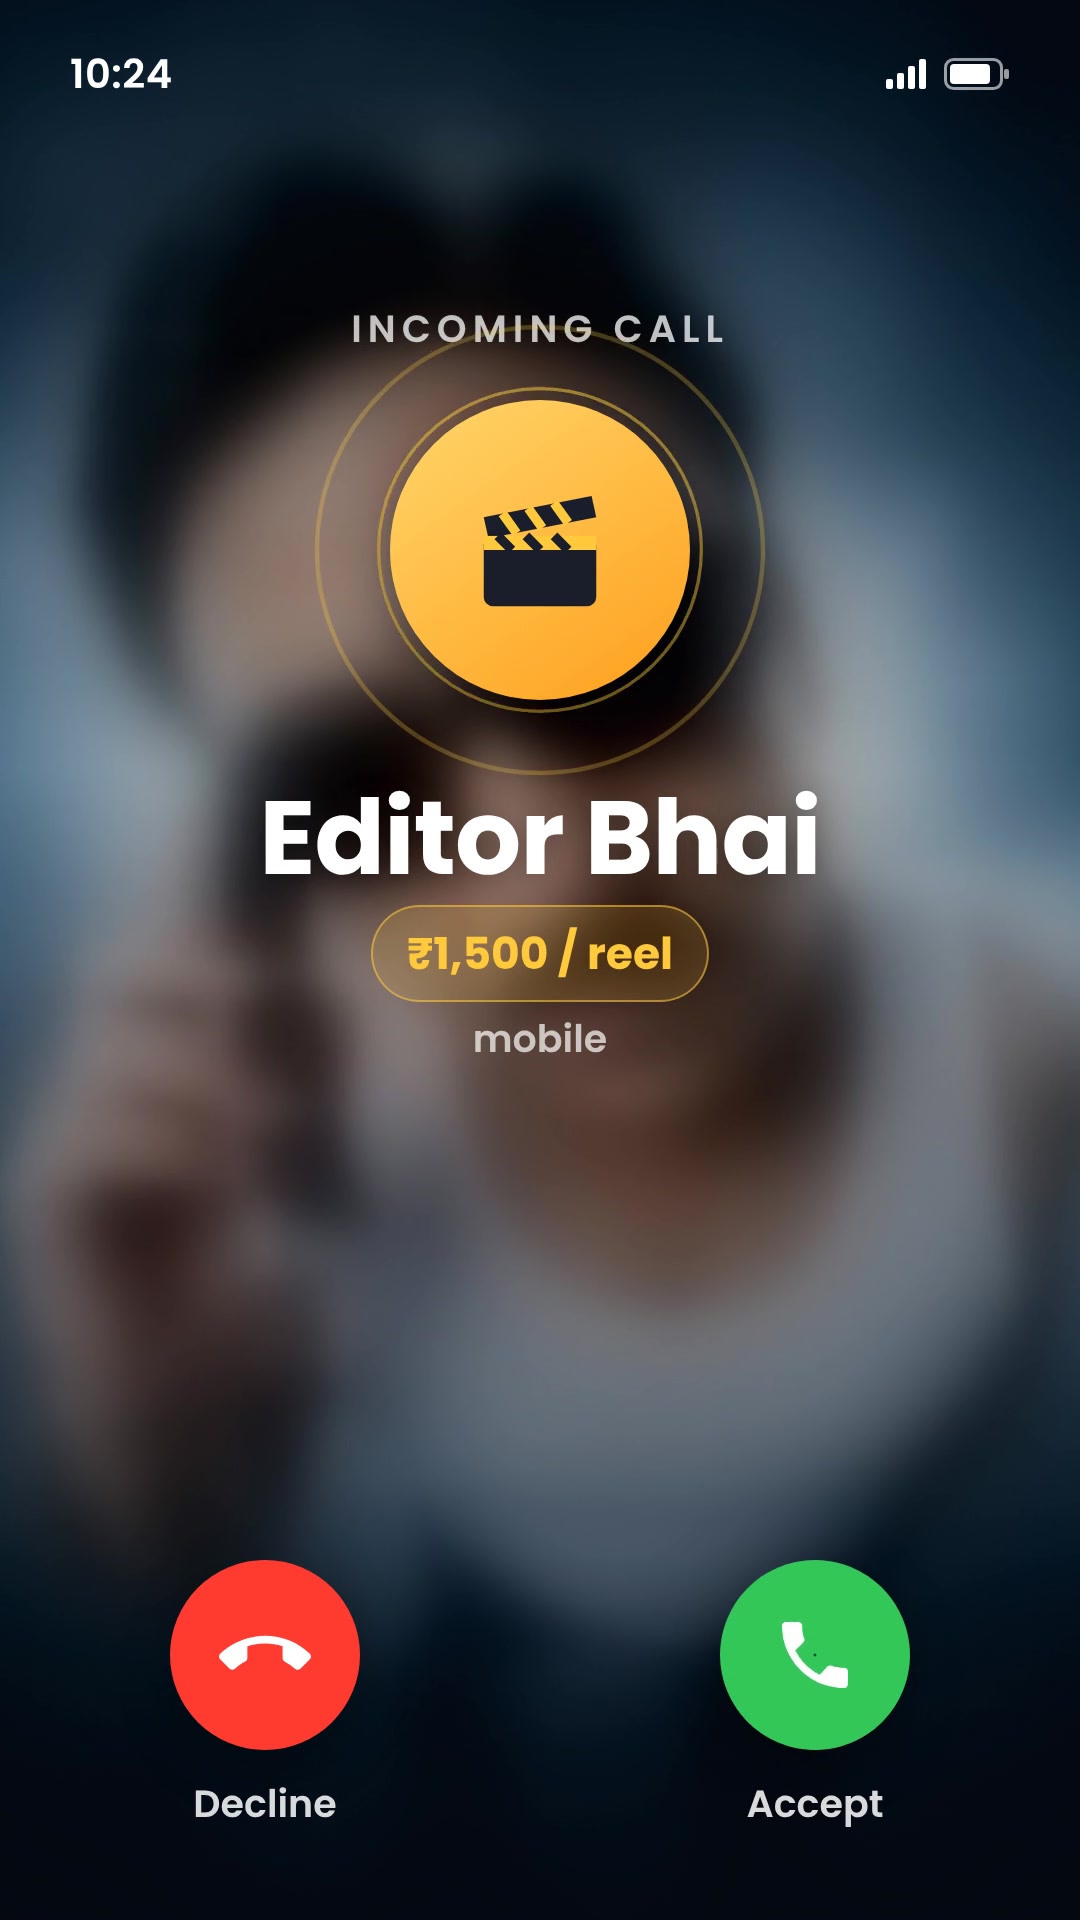 10:24
INCOMING CALL
Editor Bhai
₹1,500 / reel
mobile
Decline
Accept